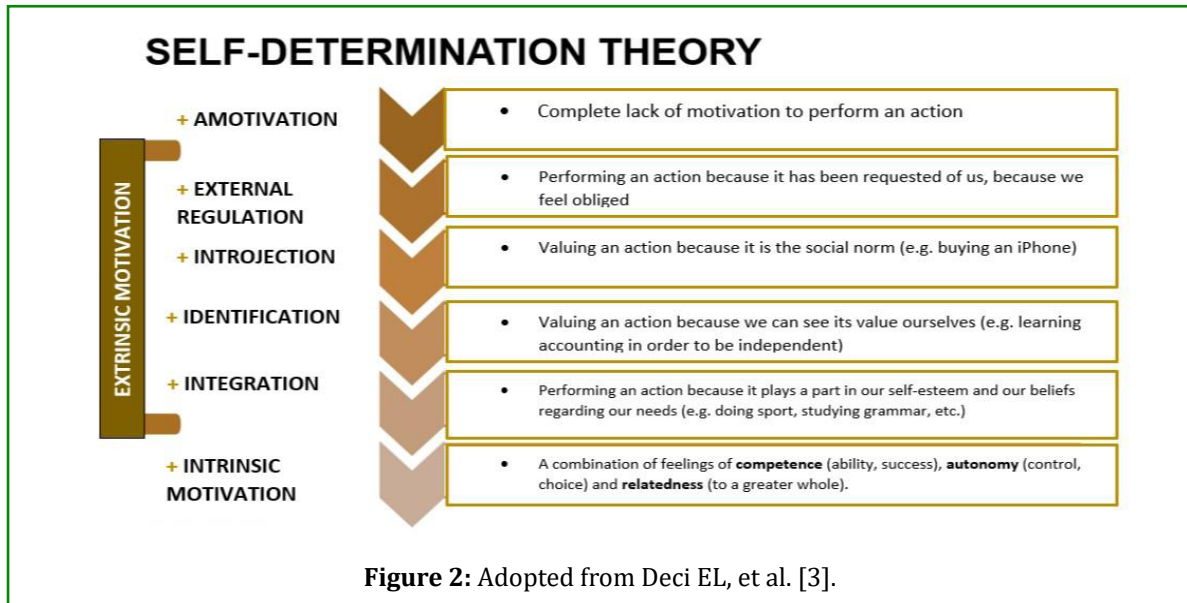 SELF-DETERMINATION THEORY
+ AMOTIVATION
• Complete lack of motivation to perform an action
EXTRINSIC MOTIVATION
+ EXTERNAL
REGULATION
• Performing an action because it has been requested of us, because we
feel obliged
+ INTROJECTION
• Valuing an action because it is the social norm (e.g. buying an iPhone)
+ IDENTIFICATION
• Valuing an action because we can see its value ourselves (e.g. learning
accounting in order to be independent)
+ INTEGRATION
• Performing an action because it plays a part in our self-esteem and our beliefs
regarding our needs (e.g. doing sport, studying grammar, etc.)
+ INTRINSIC
MOTIVATION
• A combination of feelings of competence (ability, success), autonomy (control,
choice) and relatedness (to a greater whole).
Figure 2: Adopted from Deci EL, et al. [3].